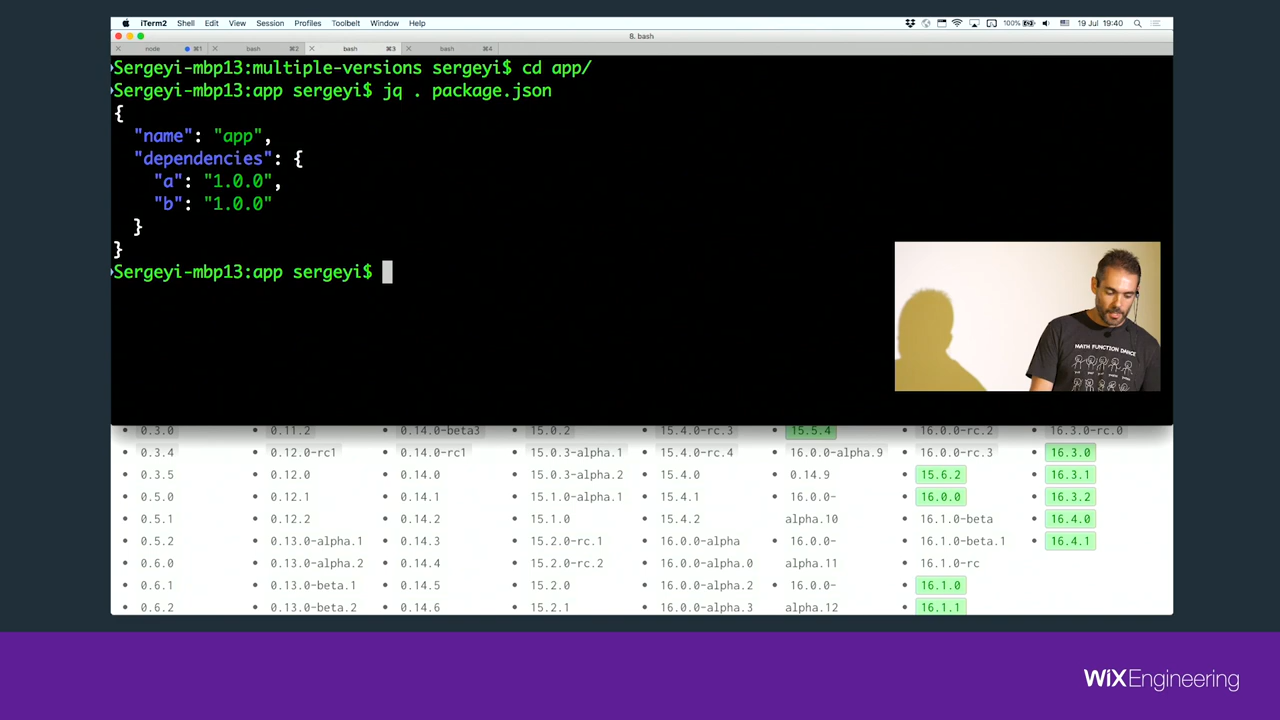 iTerm2 Shell Edit View Session Profiles Toolbelt Window Help 100% 19 Jul 19:40
8. bash
node ⌘1 bash ⌘2 bash ⌘3 bash ⌘4
Sergeyi-mbp13:multiple-versions sergeyi$ cd app/
Sergeyi-mbp13:app sergeyi$ jq . package.json
{
"name": "app",
"dependencies": {
"a": "1.0.0",
"b": "1.0.0"
}
}
Sergeyi-mbp13:app sergeyi$
MATH FUNCTION DANCE
0.3.0 0.11.2 0.14.0-beta3 15.0.2 15.4.0-rc.3 15.5.4 16.0.0-rc.2 16.3.0-rc.0
0.3.4 0.12.0-rc1 0.14.0-rc1 15.0.3-alpha.1 15.4.0-rc.4 16.0.0-alpha.9 16.0.0-rc.3 16.3.0
0.3.5 0.12.0 0.14.0 15.0.3-alpha.2 15.4.0 0.14.9 15.6.2 16.3.1
0.5.0 0.12.1 0.14.1 15.1.0-alpha.1 15.4.1 16.0.0- 16.0.0 16.3.2
0.5.1 0.12.2 0.14.2 15.1.0 15.4.2 alpha.10 16.1.0-beta 16.4.0
0.5.2 0.13.0-alpha.1 0.14.3 15.2.0-rc.1 16.0.0-alpha 16.0.0- 16.1.0-beta.1 16.4.1
0.6.0 0.13.0-alpha.2 0.14.4 15.2.0-rc.2 16.0.0-alpha.0 alpha.11 16.1.0-rc
0.6.1 0.13.0-beta.1 0.14.5 15.2.0 16.0.0-alpha.2 16.0.0- 16.1.0
0.6.2 0.13.0-beta.2 0.14.6 15.2.1 16.0.0-alpha.3 alpha.12 16.1.1
WiXEngineering